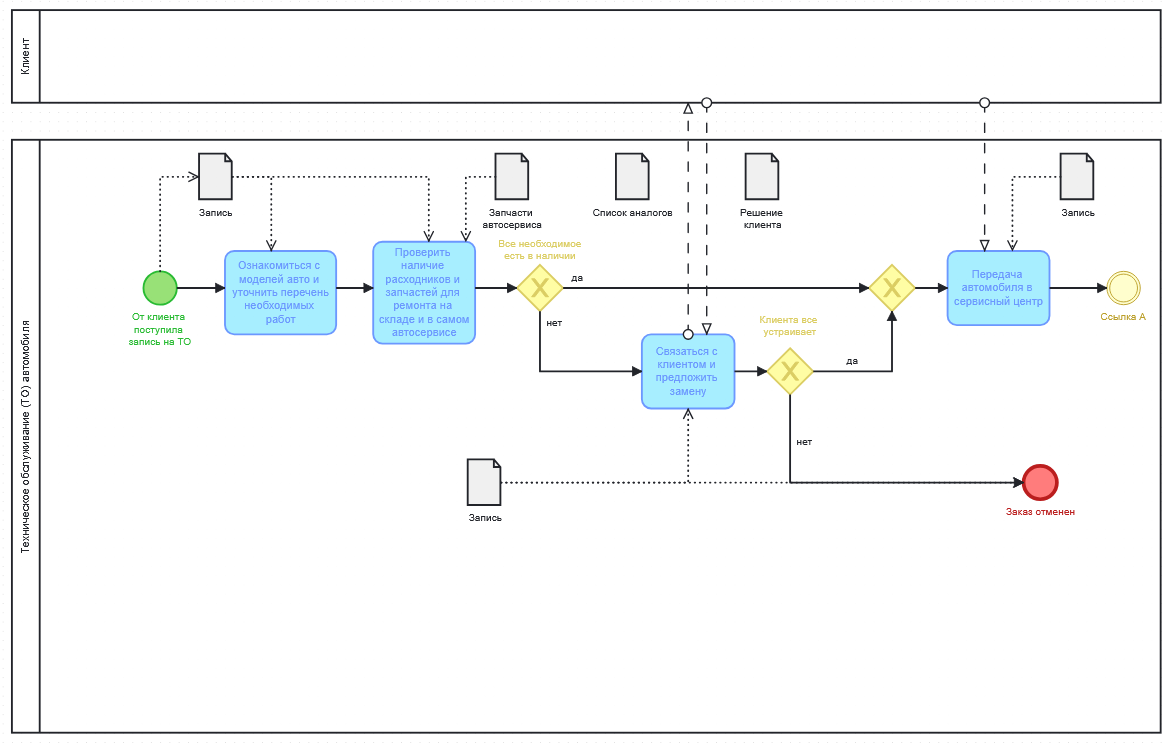 Клиент
Техническое обслуживание (ТО) автомобиля
Запись
Запчасти
автосервиса
Список аналогов
Решение
клиента
Запись
От клиента
поступила
запись на ТО
Ознакомиться с
моделей авто и
уточнить перечень
необходимых
работ
Проверить
наличие
расходников и
запчастей для
ремонта на
складе и в самом
автосервисе
Все необходимое
есть в наличии
да
нет
Связаться с
клиентом и
предложить
замену
Клиента все
устраивает
да
нет
Передача
автомобиля в
сервисный центр
Ссылка А
Запись
Заказ отменен